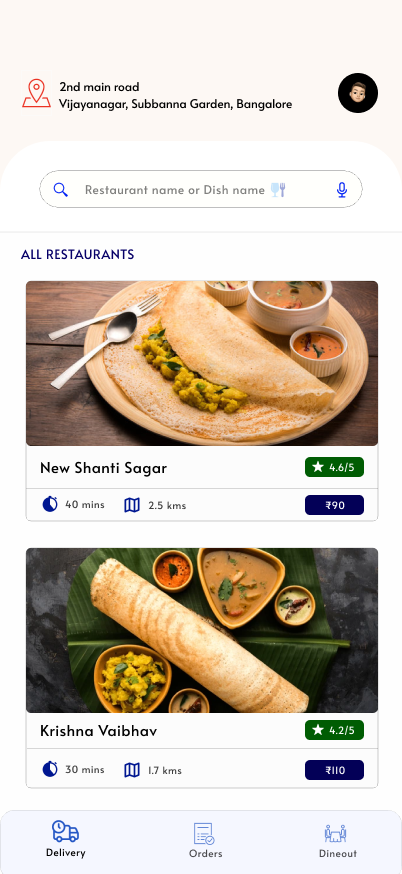 2nd main road
Vijayanagar, Subbanna Garden, Bangalore
Restaurant name or Dish name
ALL RESTAURANTS
New Shanti Sagar
4.6/5
40 mins
2.5 kms
₹90
Krishna Vaibhav
4.2/5
30 mins
1.7 kms
₹110
Delivery
Orders
Dineout